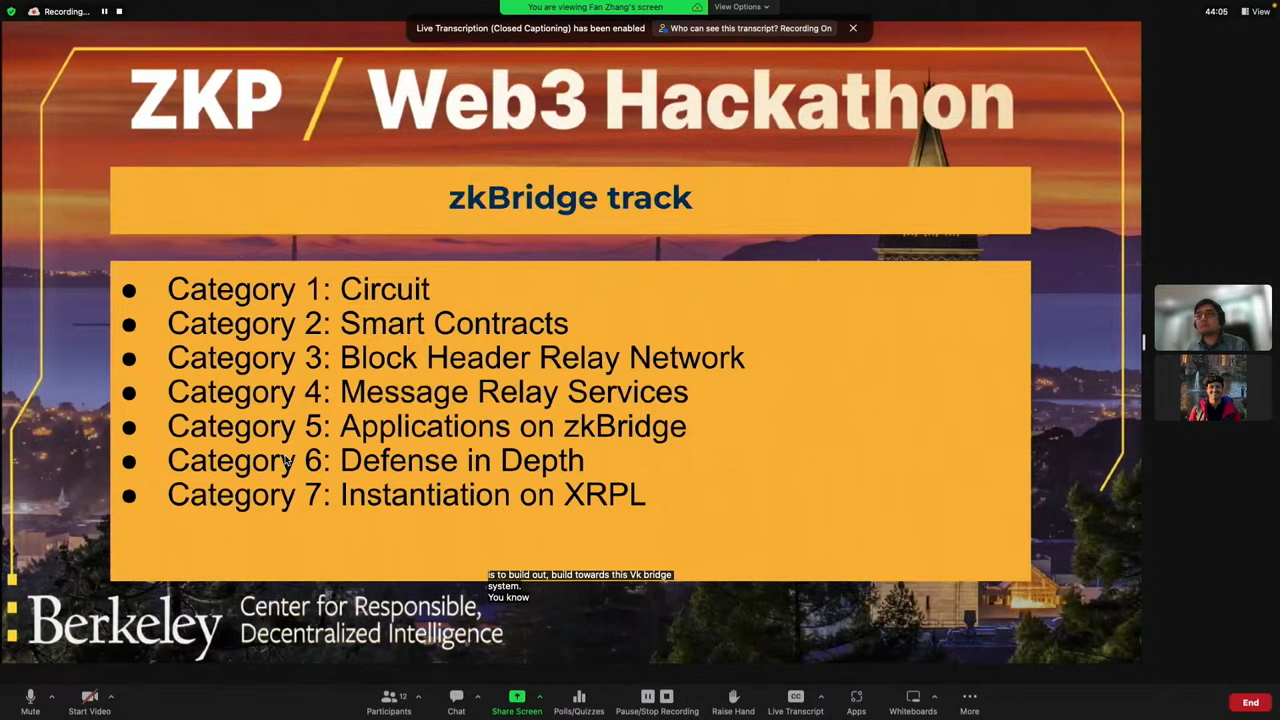 Recording...
You are viewing Fan Zhang's screen
View Options
44:05
View
Live Transcription (Closed Captioning) has been enabled
Who can see this transcript? Recording On
ZKP / Web3 Hackathon
zkBridge track
● Category 1: Circuit
● Category 2: Smart Contracts
● Category 3: Block Header Relay Network
● Category 4: Message Relay Services
● Category 5: Applications on zkBridge
● Category 6: Defense in Depth
● Category 7: Instantiation on XRPL
is to build out, build towards this Vk bridge
system.
You know
Berkeley
Center for Responsible,
Decentralized Intelligence
Mute
Start Video
12
Participants
Chat
Share Screen
Polls/Quizzes
Pause/Stop Recording
Raise Hand
CC
Live Transcript
Apps
Whiteboards
More
End